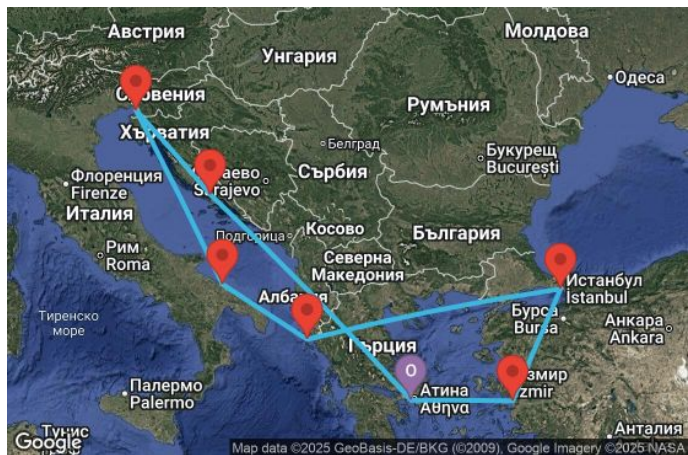 Австрия
Молдова
Унгария
Одеса
Словения
Румъния
Хърватия
Белград
Букурещ
București
Флоренция
Firenze
Sarajevo
Сърбия
Италия
Подгорица
Косово
България
Рим
Roma
Северна
Македония
Албания
Истанбул
İstanbul
Тиренско
море
Бурса
Bursa
Анкара
Ankara
Гърция
Палермо
Palermo
Атина
Αθήνα
Измир
Izmir
O
Тунис
Анталия
Google
Map data ©2025 GeoBasis-DE/BKG (©2009), Google Imagery ©2025 NASA